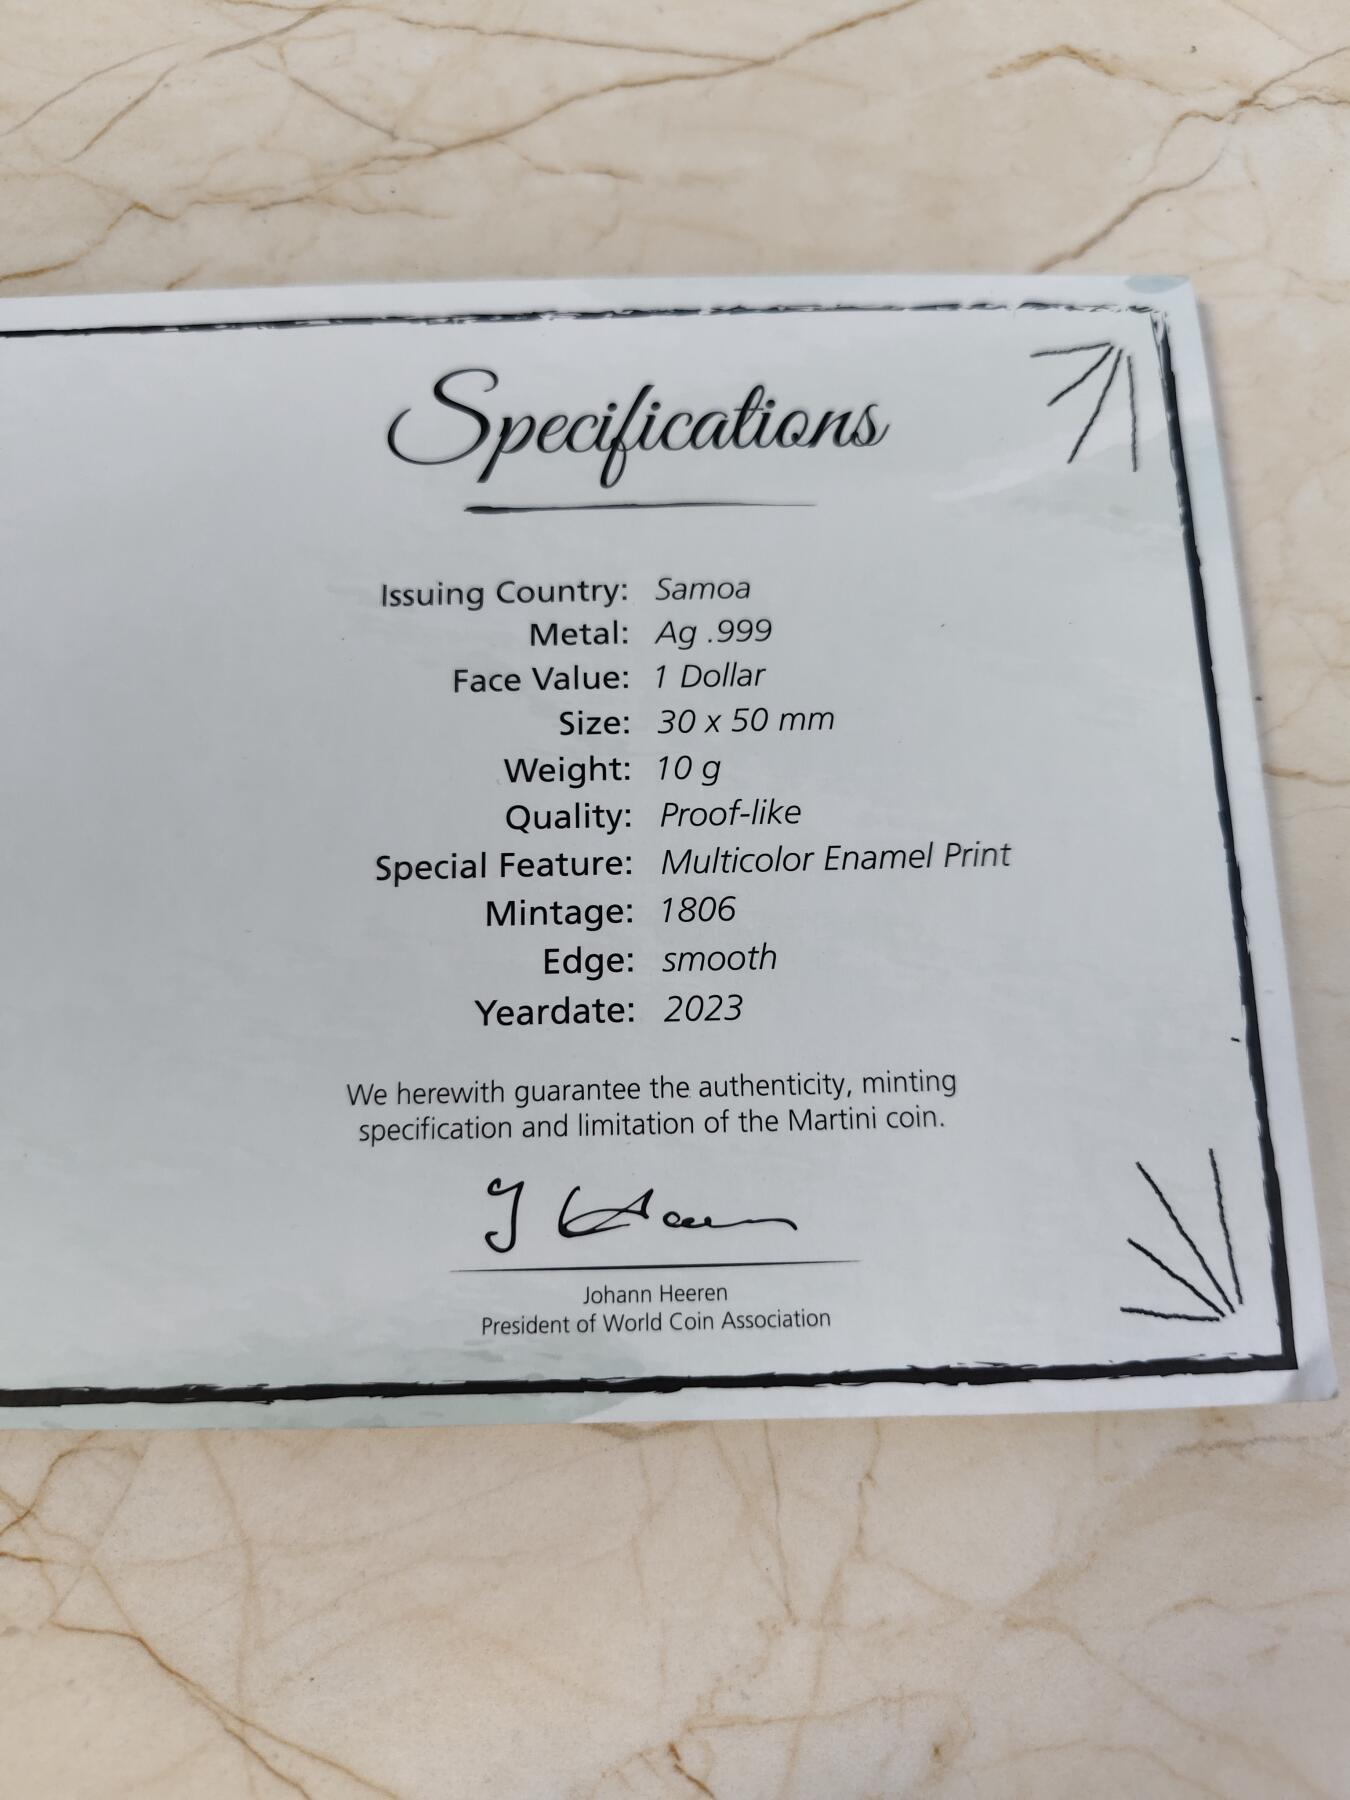 Specifications
Issuing Country: Samoa
Metal: Ag .999
Face Value: 1 Dollar
Size: 30 x 50 mm
Weight: 10 g
Quality: Proof-like
Special Feature: Multicolor Enamel Print
Mintage: 1806
Edge: smooth
Yeardate: 2023
We herewith guarantee the authenticity, minting
specification and limitation of the Martini coin.
Johann Heeren
President of World Coin Association